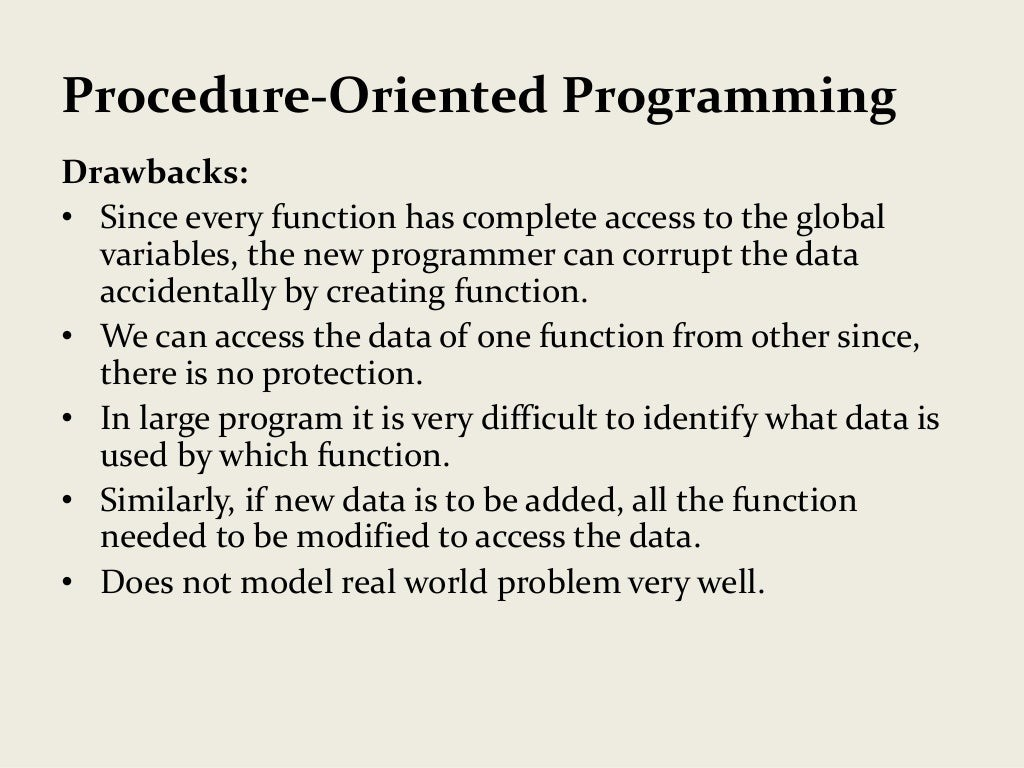 Procedure-Oriented Programming
Drawbacks:
• Since every function has complete access to the global
variables, the new programmer can corrupt the data
accidentally by creating function.
• We can access the data of one function from other since,
there is no protection.
• In large program it is very difficult to identify what data is
used by which function.
• Similarly, if new data is to be added, all the function
needed to be modified to access the data.
• Does not model real world problem very well.